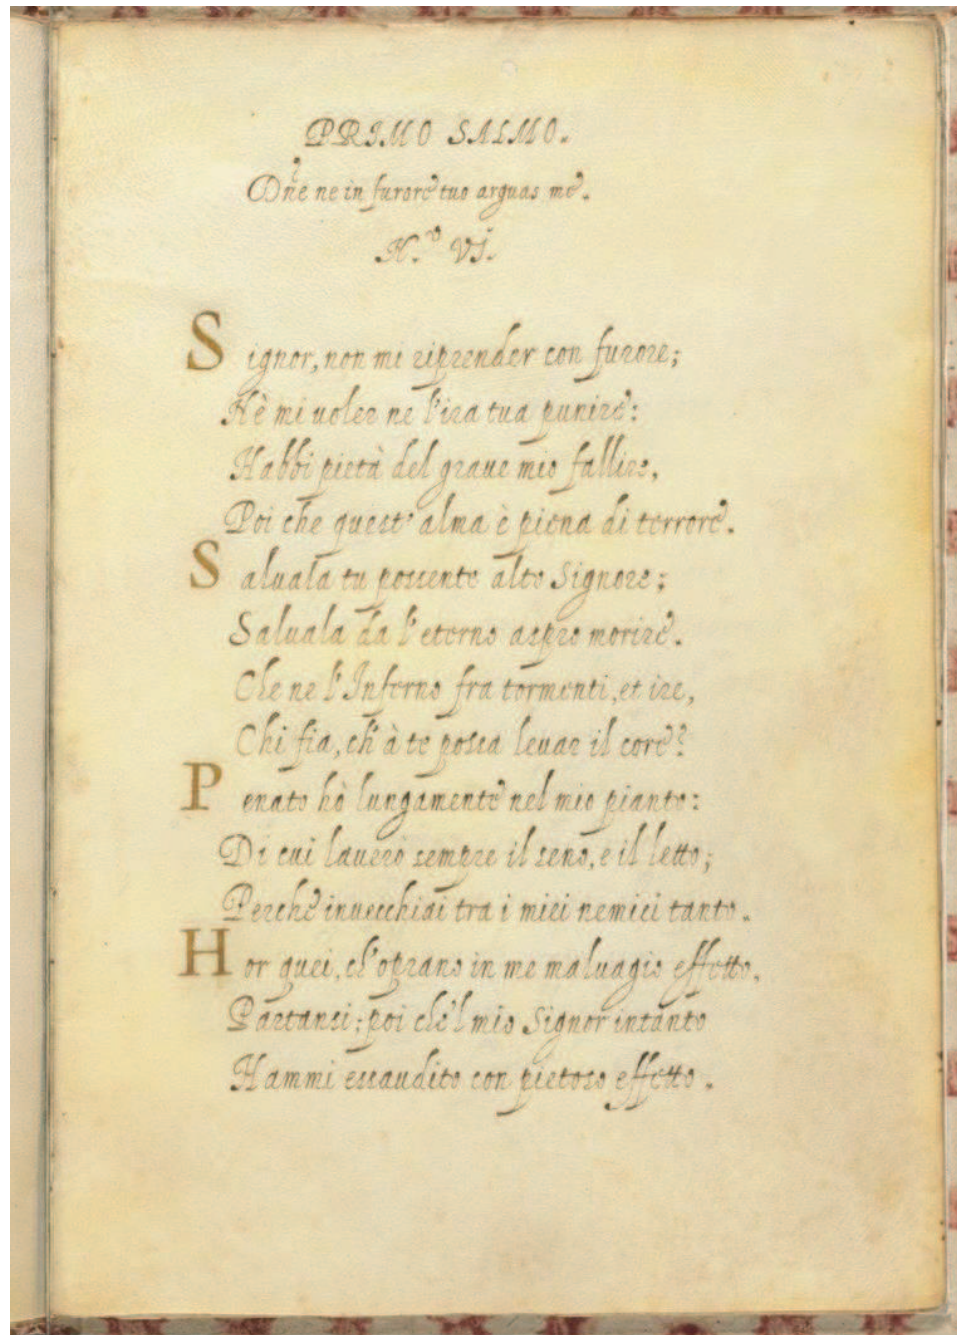 PRIMO SALMO.
Dñe ne in furore tuo arguas me.
N.º VI.
Signor, non mi riprender con furore;
Nè mi uoler ne l'ira tua punire:
Habbi pietà del graue mio fallire,
Poi che quest' alma è piena di terrore.
Saluala tu possente alto Signore;
Saluala da l'eterno aspro morire.
Che ne l'Inferno fra tormenti, et ire,
Chi fia, ch' à te possa leuar il core?
Penato hò lungamente nel mio pianto:
Di cui lauerò sempre il seno, e il letto;
Perche inuecchiai tra i miei nemici tanto.
Hor quei, ch'oprano in me maluagio effetto,
Partansi; poi che'l mio Signor intanto
Hammi essaudito con pietoso effetto.